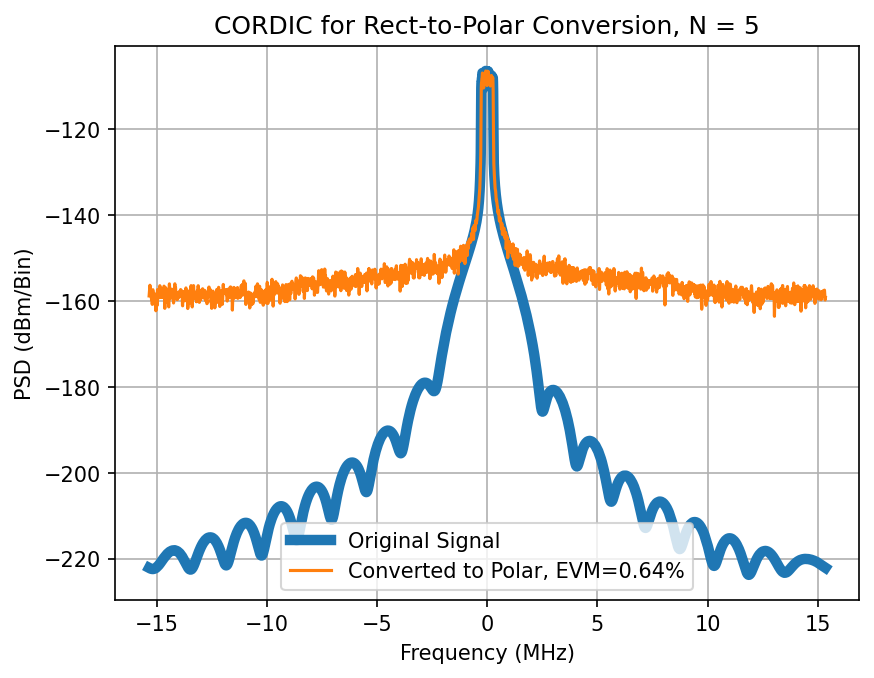 CORDIC for Rect-to-Polar Conversion, N = 5
PSD (dBm/Bin)
−120
−140
−160
−180
−200
−220
Original Signal
Converted to Polar, EVM=0.64%
−15
−10
−5
0
5
10
15
Frequency (MHz)